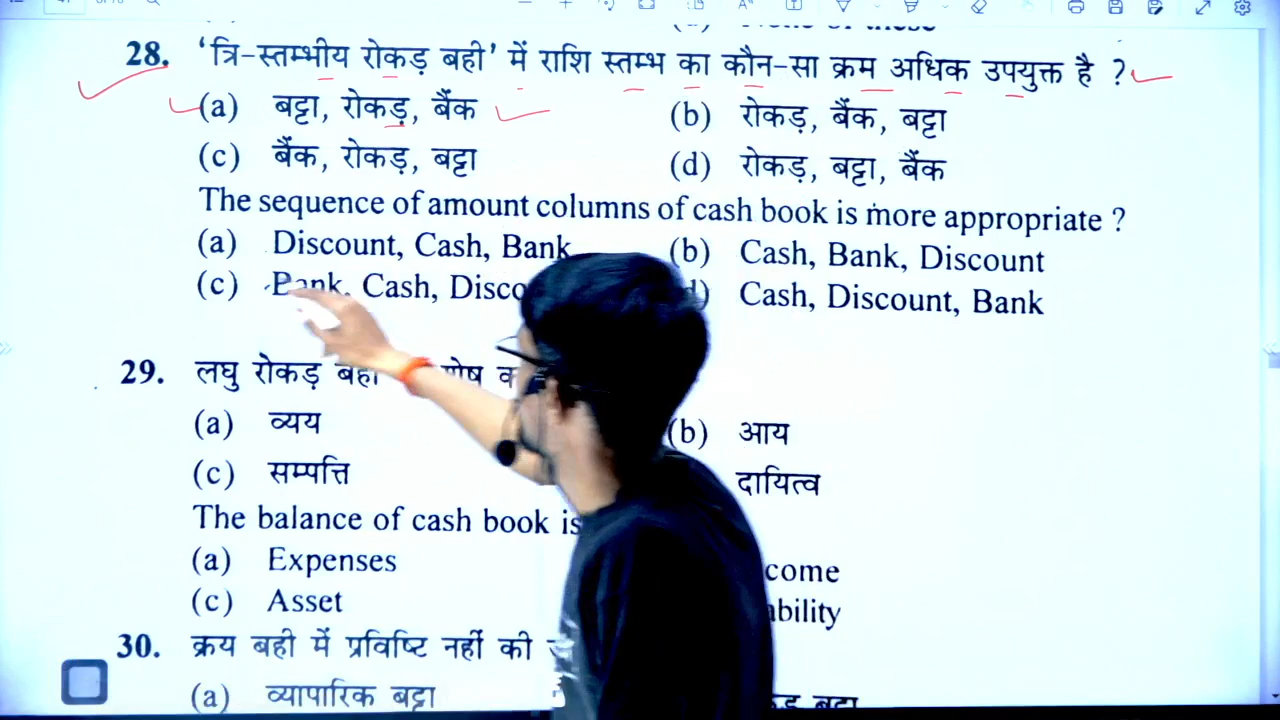 28. 'त्रि-स्तम्भीय रोकड़ बही' में राशि स्तम्भ का कौन-सा क्रम अधिक उपयुक्त है ?
(a) बट्टा, रोकड़, बैंक (b) रोकड़, बैंक, बट्टा
(c) बैंक, रोकड़, बट्टा (d) रोकड़, बट्टा, बैंक
The sequence of amount columns of cash book is more appropriate ?
(a) Discount, Cash, Bank (b) Cash, Bank, Discount
(c) Bank, Cash, Cash, Discount, Bank
29. लघु रोकड़
(a) व्यय (b) आय
(c) सम्पत्ति दायित्व
The balance of cash book is
(a) Expenses
(c) Asset
30. क्रय बही में प्रविष्टि नहीं की
(a) व्यापारिक बट्टा